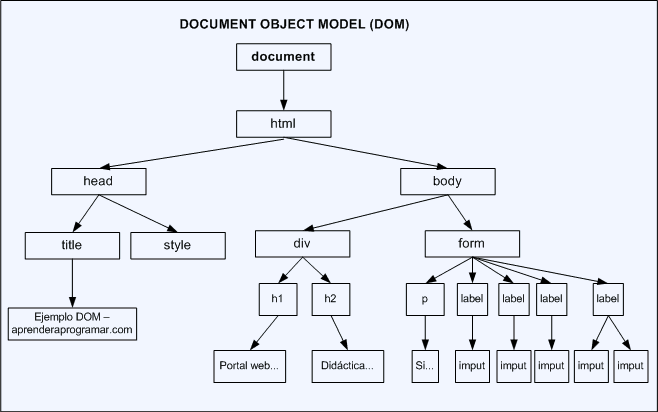 DOCUMENT OBJECT MODEL (DOM)
document
html
head
body
title
style
div
form
h1
h2
p
label
label
label
label
Ejemplo DOM –
aprenderaprogramar.com
Portal web...
Didáctica...
Si...
imput
imput
imput
imput
imput